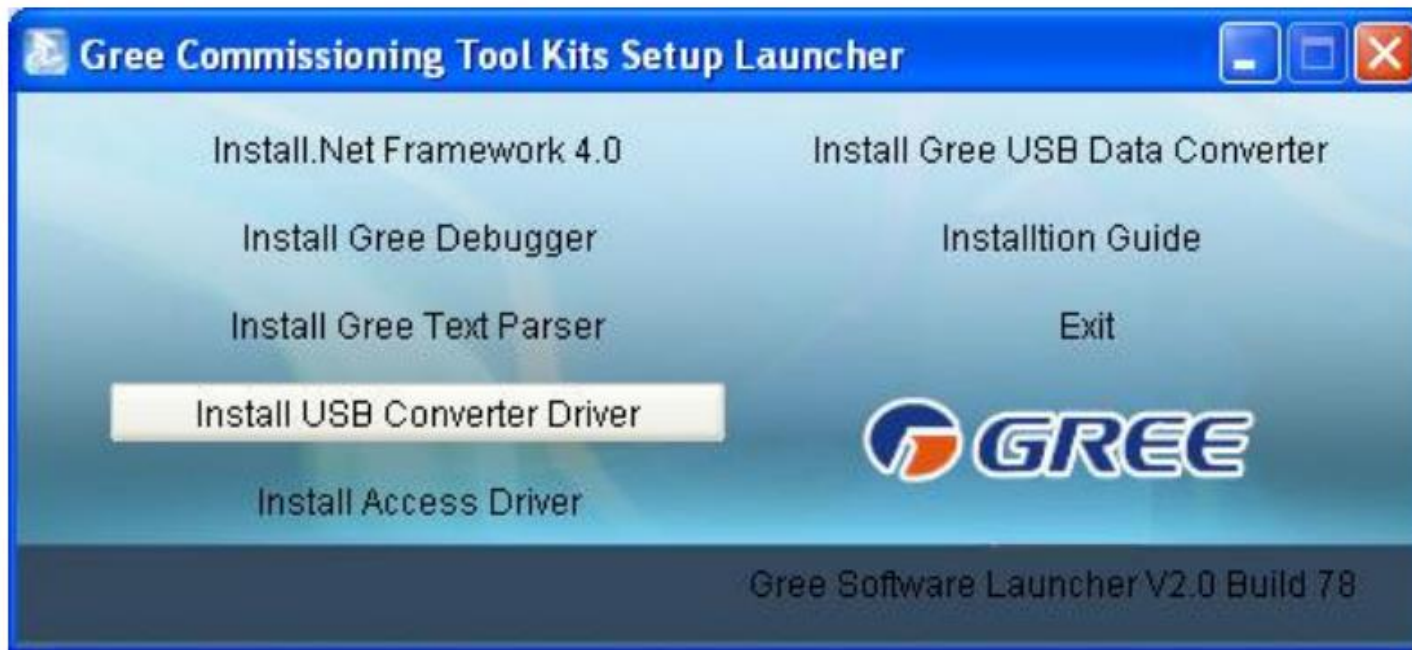 Gree Commissioning Tool Kits Setup Launcher
Install.Net Framework 4.0
Install Gree USB Data Converter
Install Gree Debugger
Installtion Guide
Install Gree Text Parser
Exit
Install USB Converter Driver
GREE
Install Access Driver
Gree Software Launcher V2.0 Build 78